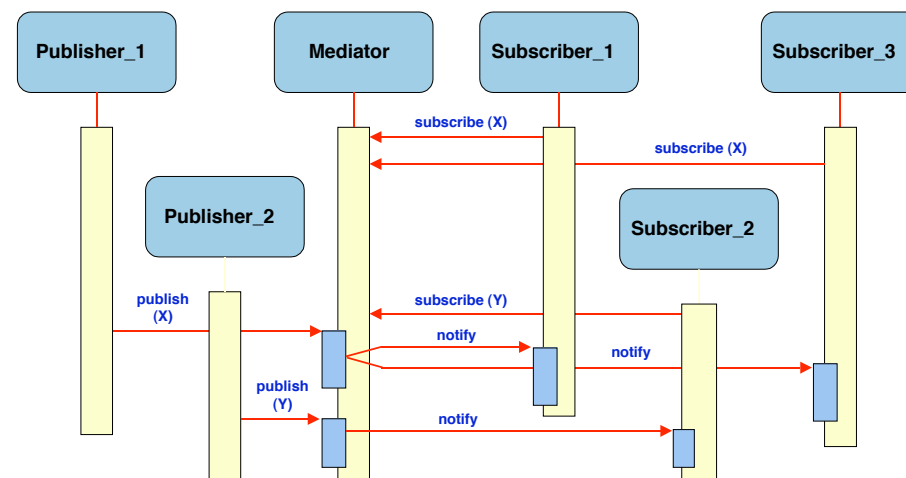 Publisher_1
Mediator
Subscriber_1
Subscriber_3
subscribe (X)
subscribe (X)
Publisher_2
Subscriber_2
publish
(X)
subscribe (Y)
notify
notify
publish
(Y)
notify